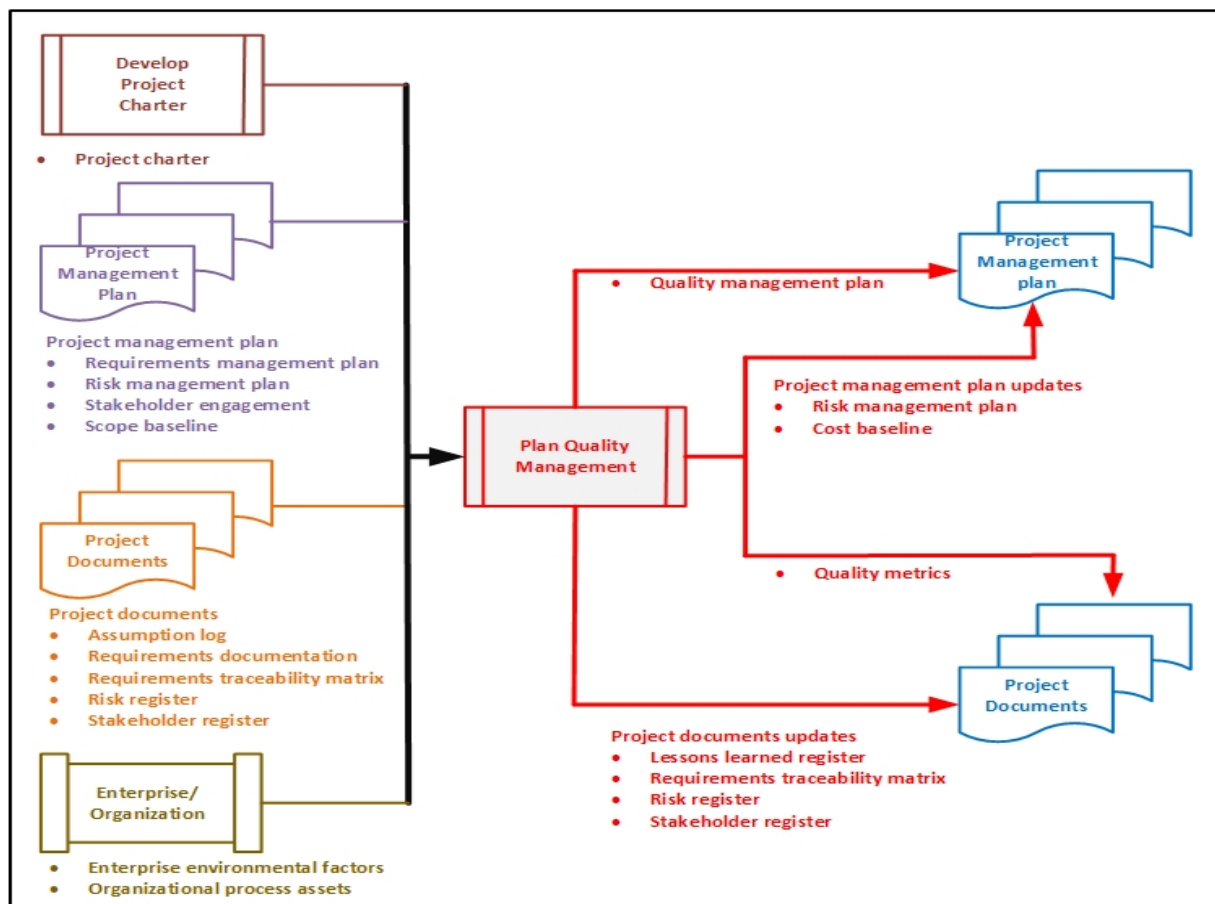 Develop
Project
Charter
• Project charter
Project
Management
Plan
Project management plan
• Requirements management plan
• Risk management plan
• Stakeholder engagement
• Scope baseline
Project
Documents
Project documents
• Assumption log
• Requirements documentation
• Requirements traceability matrix
• Risk register
• Stakeholder register
Enterprise/
Organization
• Enterprise environmental factors
• Organizational process assets
Plan Quality
Management
• Quality management plan
Project
Management
plan
Project management plan updates
• Risk management plan
• Cost baseline
• Quality metrics
Project
Documents
Project documents updates
• Lessons learned register
• Requirements traceability matrix
• Risk register
• Stakeholder register